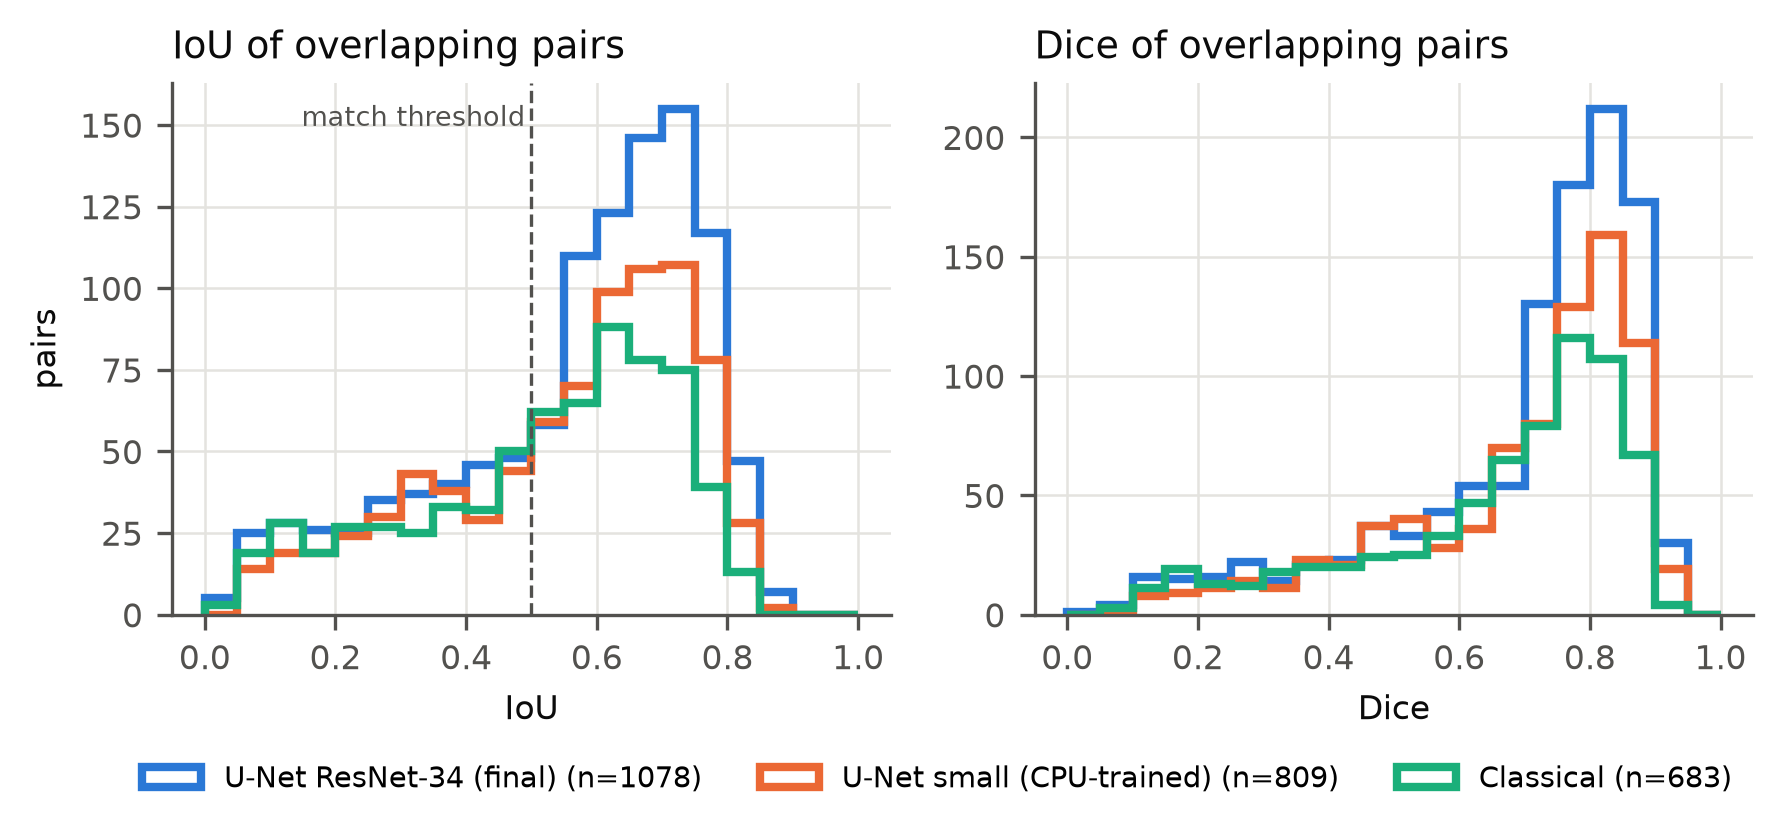 IoU of overlapping pairs
match threshold
150
125
100
75
50
25
0
pairs
0.0 0.2 0.4 0.6 0.8 1.0
IoU
Dice of overlapping pairs
200
150
100
50
0
0.0 0.2 0.4 0.6 0.8 1.0
Dice
U-Net ResNet-34 (final) (n=1078) U-Net small (CPU-trained) (n=809) Classical (n=683)